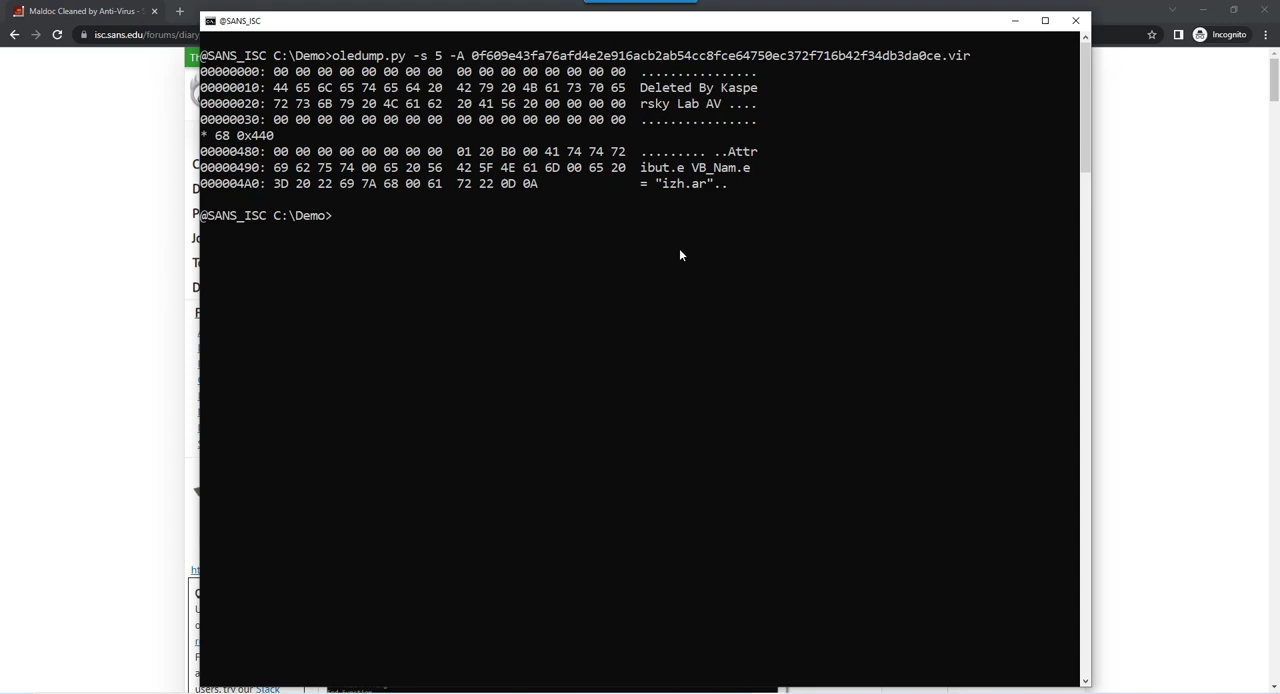 Maldoc Cleaned by Anti-Virus - S
isc.sans.edu/forums/diary
Incognito
@SANS_ISC
@SANS_ISC C:\Demo>oledump.py -s 5 -A 0f609e43fa76afd4e2e916acb2ab54cc8fce64750ec372f716b42f34db3da0ce.vir
00000000: 00 00 00 00 00 00 00 00  00 00 00 00 00 00 00 00  ................
00000010: 44 65 6C 65 74 65 64 20  42 79 20 4B 61 73 70 65  Deleted By Kaspe
00000020: 72 73 6B 79 20 4C 61 62  20 41 56 20 00 00 00 00  rsky Lab AV ....
00000030: 00 00 00 00 00 00 00 00  00 00 00 00 00 00 00 00  ................
* 68 0x440
00000480: 00 00 00 00 00 00 00 00  01 20 B0 00 41 74 74 72  ......... ..Attr
00000490: 69 62 75 74 00 65 20 56  42 5F 4E 61 6D 00 65 20  ibut.e VB_Nam.e
000004A0: 3D 20 22 69 7A 68 00 61  72 22 0D 0A              = "izh.ar"..
@SANS_ISC C:\Demo>
users, try our Slack